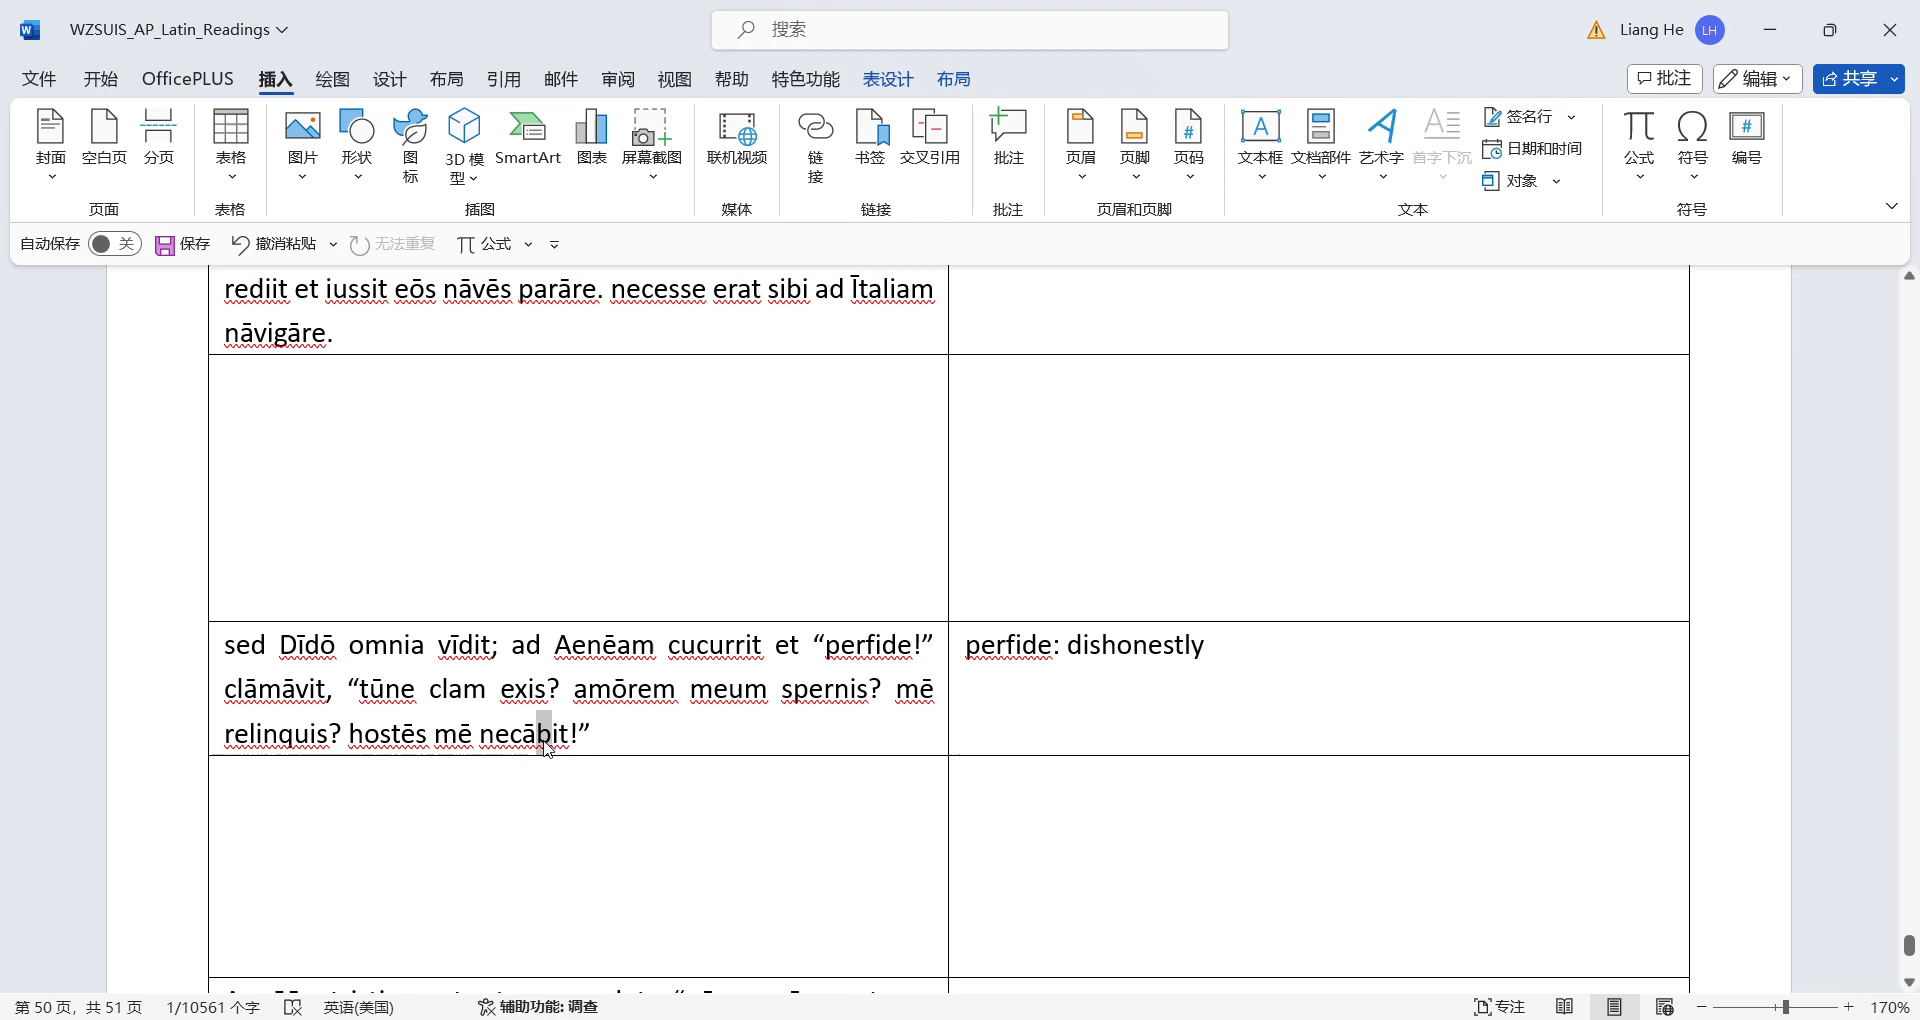 WZSUIS_AP_Latin_Readings
搜索
Liang He
LH
文件 开始 OfficePLUS 插入 绘图 设计 布局 引用 邮件 审阅 视图 帮助 特色功能 表设计 布局
批注 编辑 共享
封面 空白页 分页 表格 图片 形状 图标 3D 模型 SmartArt 图表 屏幕截图 联机视频 链接 书签 交叉引用 批注 页眉 页脚 页码 文本框 文档部件 艺术字 首字下沉 签名行 日期和时间 对象 公式 符号 编号
页面 表格 插图 媒体 链接 批注 页眉和页脚 文本 符号
自动保存 关 保存 撤消粘贴 无法重复 公式
rediit et iussit eōs nāvēs parāre. necesse erat sibi ad Ītaliam
nāvigāre.
sed Dīdō omnia vīdit; ad Aenēam cucurrit et “perfide!”
clāmāvit, “tūne clam exis? amōrem meum spernis? mē
relinquis? hostēs mē necābit!”
perfide: dishonestly
第 50 页，共 51 页 1/10561 个字 英语(美国) 辅助功能: 调查 专注 170%